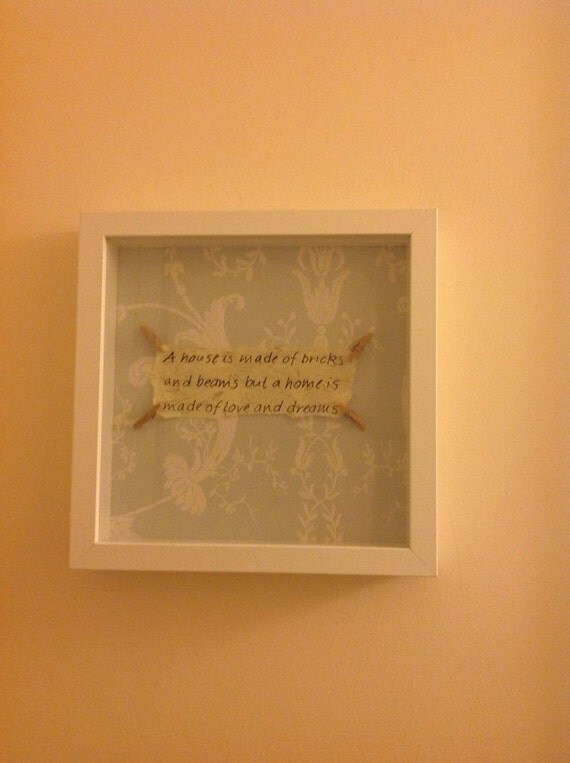 A house is made of bricks
and beams but a home is
made of love and dreams